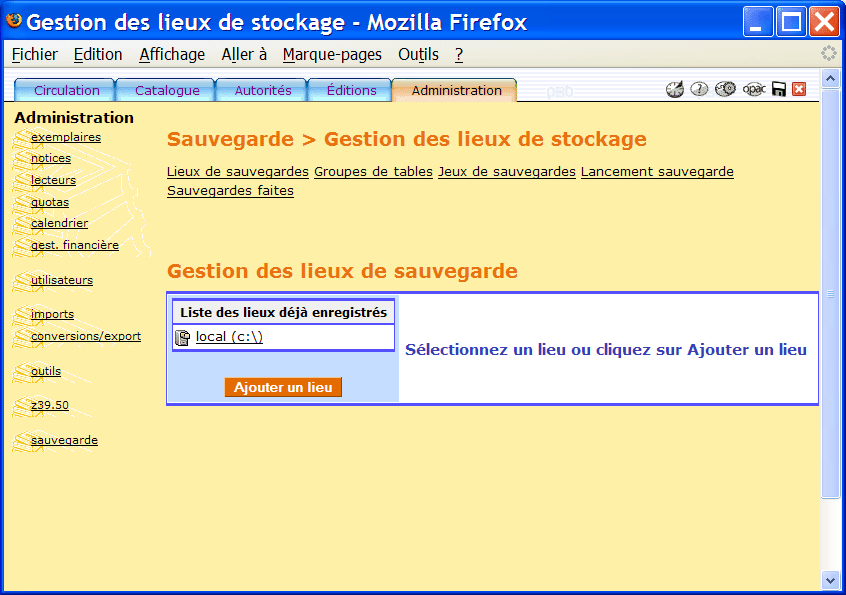 Gestion des lieux de stockage - Mozilla Firefox
Fichier Edition Affichage Aller à Marque-pages Outils ?
Circulation Catalogue Autorités Éditions Administration pmb opac
Administration
exemplaires
notices
lecteurs
quotas
calendrier
gest. financière
utilisateurs
imports
conversions/export
outils
z39.50
sauvegarde
Sauvegarde > Gestion des lieux de stockage
Lieux de sauvegardes Groupes de tables Jeux de sauvegardes Lancement sauvegarde
Sauvegardes faites
Gestion des lieux de sauvegarde
Liste des lieux déjà enregistrés
local (c:\)
Ajouter un lieu
Sélectionnez un lieu ou cliquez sur Ajouter un lieu